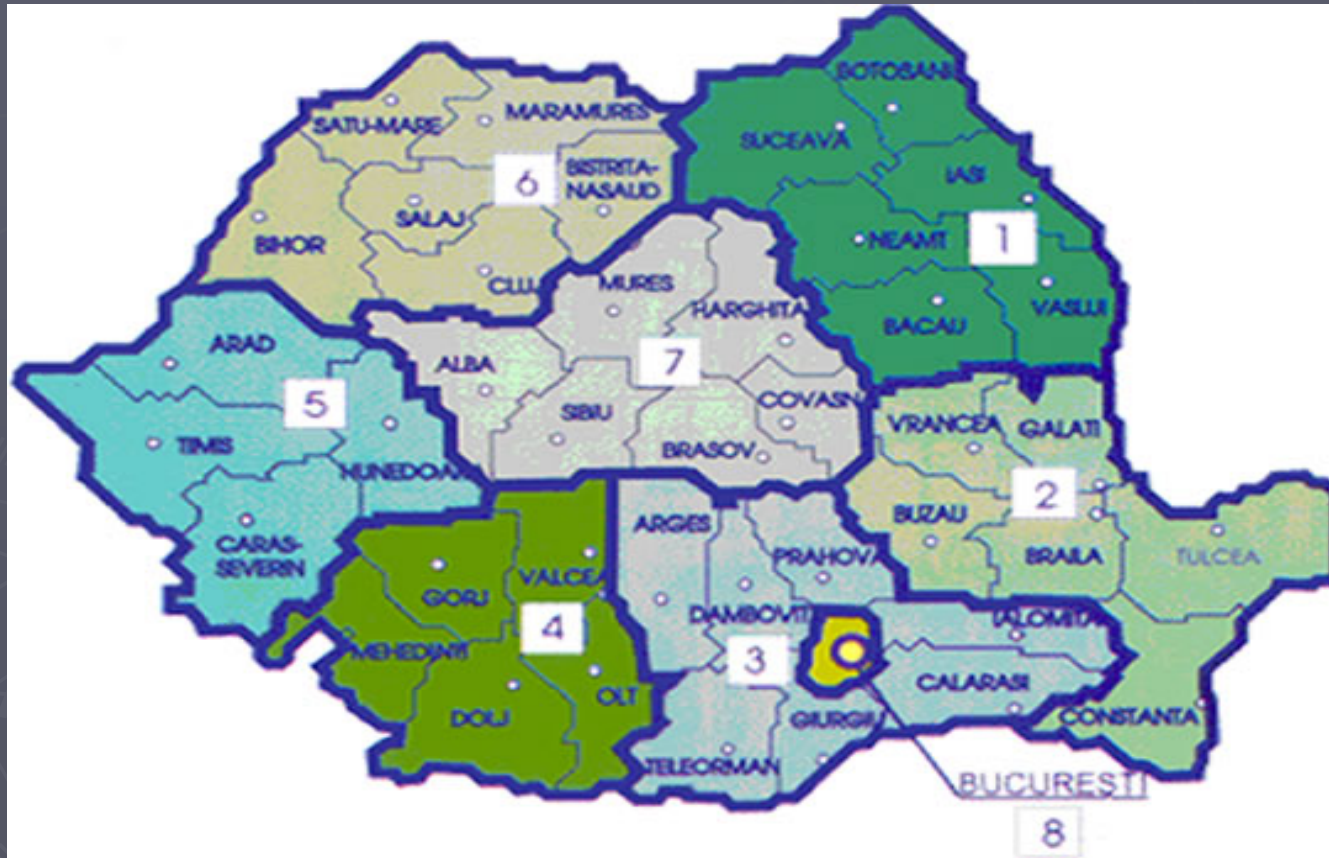 BOTOSANI
SATU-MARE
MARAMURES
SUCEAVA
6
BISTRITA-
NASAUD
IASI
SALAJ
BIHOR
NEAMT
1
CLUJ
MURES
HARGHITA
BACAU
VASLUI
ARAD
ALBA
7
5
SIBIU
COVASN
VRANCEA
GALATI
TIMIS
BRASOV
HUNEDOARA
2
ARGES
BUZAU
CARAS-
SEVERIN
PRAHOVA
BRAILA
TULCEA
VALCEA
GORJ
DAMBOVIT
IALOMITA
4
MEHEDINTI
3
OLT
CALARASI
DOLJ
GIURGIU
CONSTANTA
TELEORMAN
BUCURESTI
8